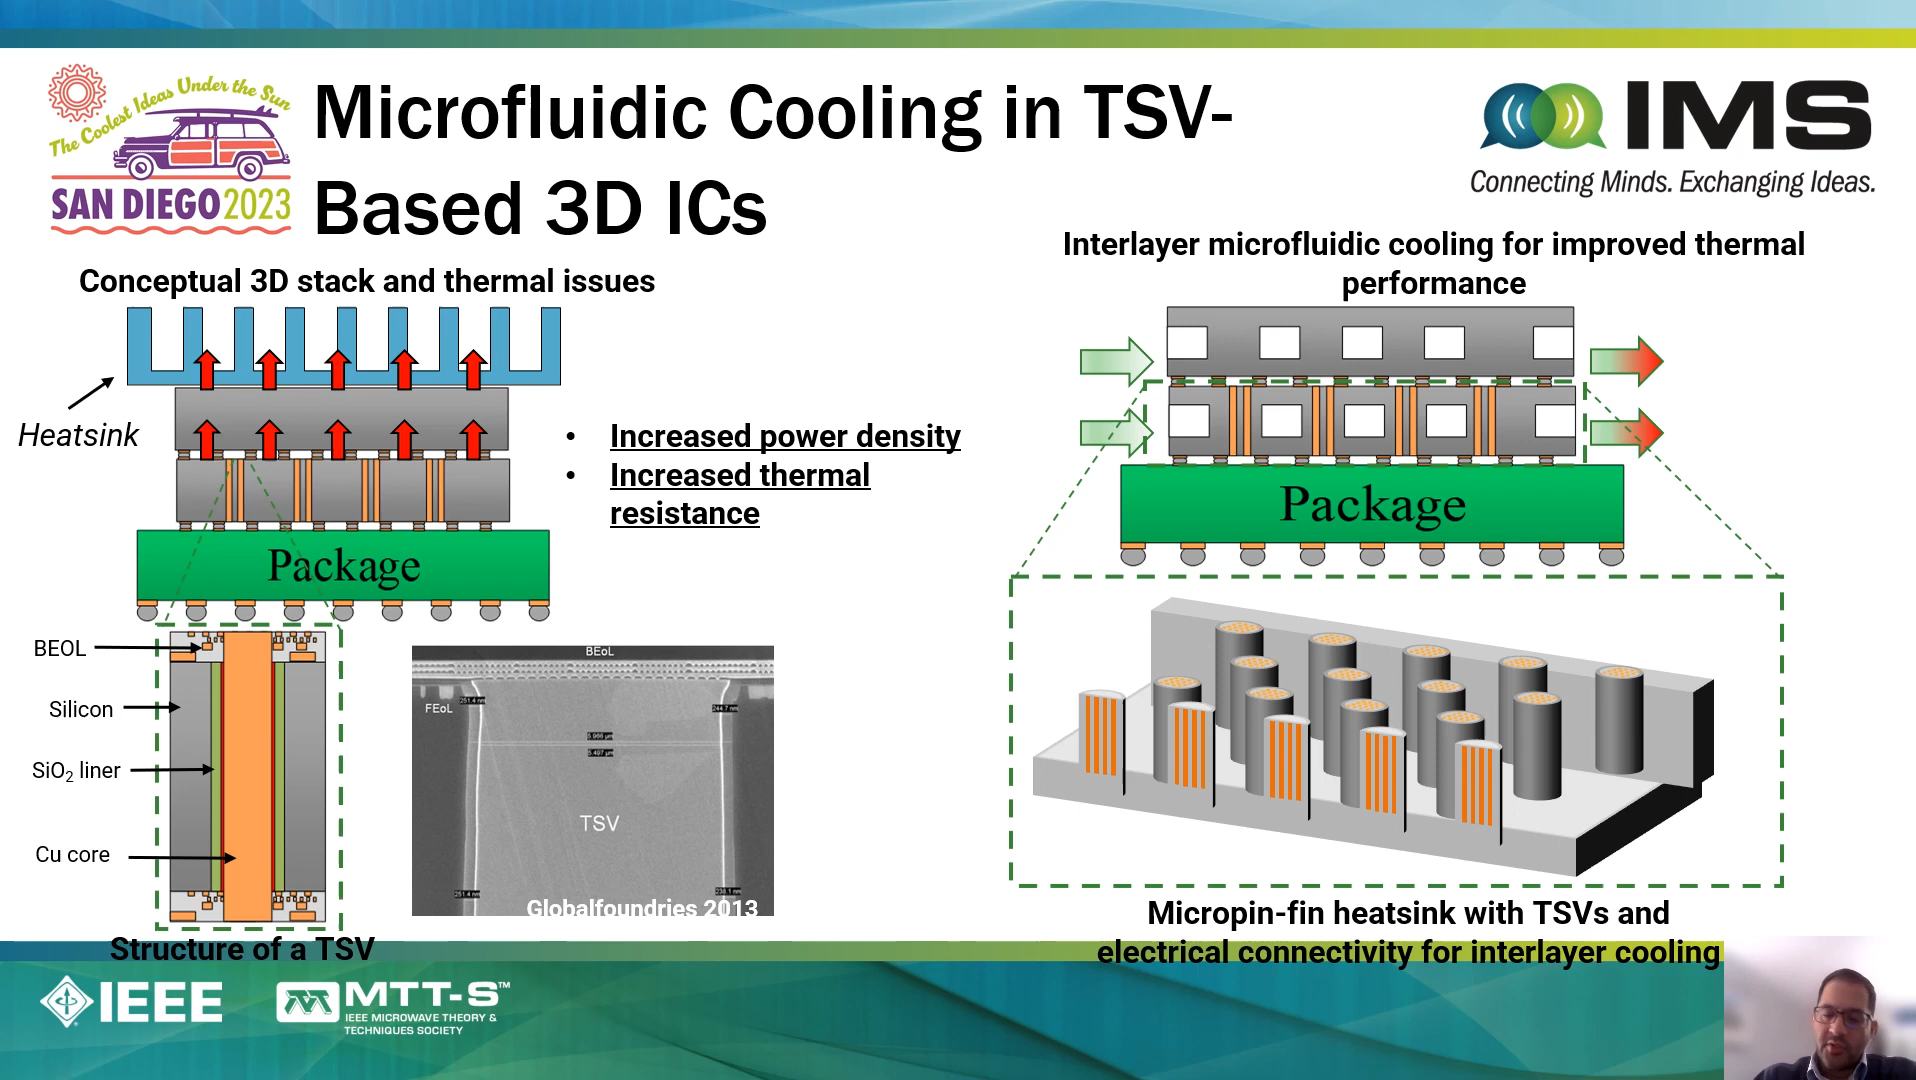 The Coolest Ideas Under the Sun
SAN DIEGO 2023
Microfluidic Cooling in TSV-
Based 3D ICs
IMS
Connecting Minds. Exchanging Ideas.
Conceptual 3D stack and thermal issues
Heatsink
Package
• Increased power density
• Increased thermal
resistance
BEOL
Silicon
SiO₂ liner
Cu core
Structure of a TSV
BEoL
FEoL
TSV
Globalfoundries 2013
Interlayer microfluidic cooling for improved thermal
performance
Package
Micropin-fin heatsink with TSVs and
electrical connectivity for interlayer cooling
IEEE
MTT-S™
IEEE MICROWAVE THEORY &
TECHNIQUES SOCIETY